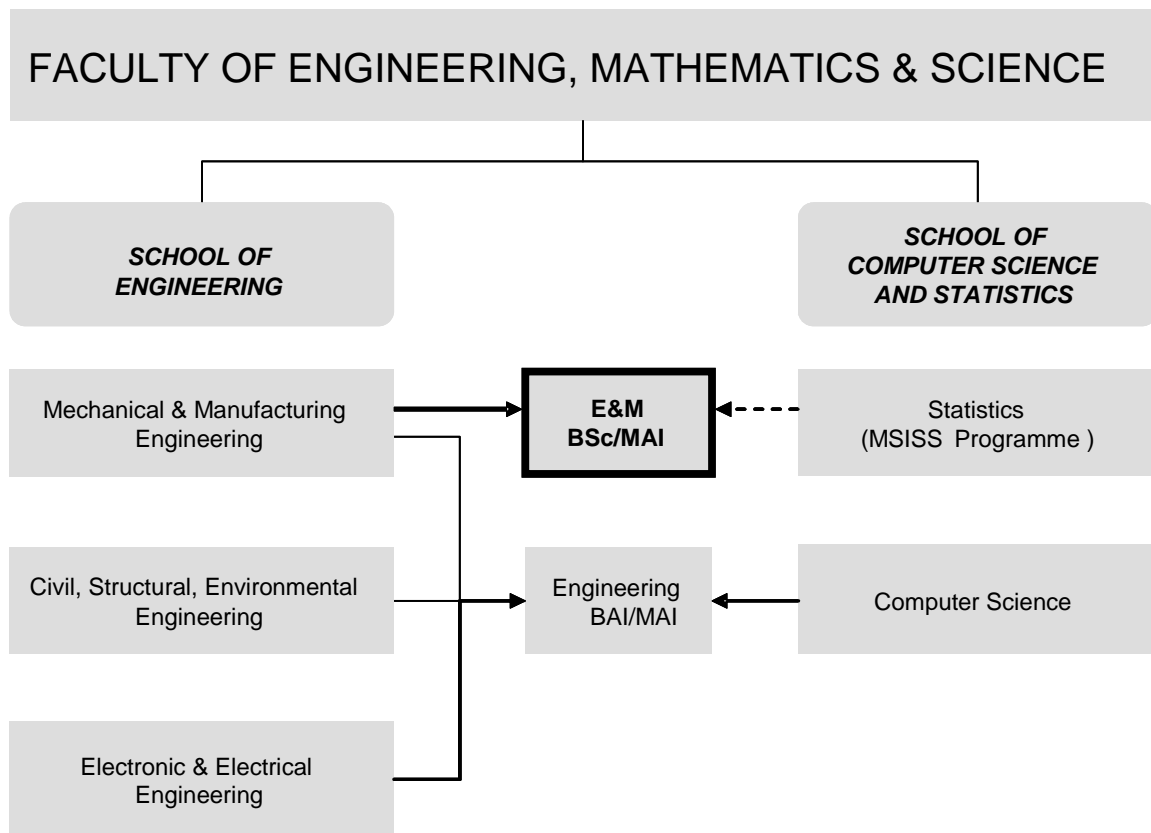 FACULTY OF ENGINEERING, MATHEMATICS & SCIENCE
SCHOOL OF
ENGINEERING
SCHOOL OF
COMPUTER SCIENCE
AND STATISTICS
Mechanical & Manufacturing
Engineering
E&M
BSc/MAI
Statistics
(MSISS Programme )
Civil, Structural, Environmental
Engineering
Engineering
BAI/MAI
Computer Science
Electronic & Electrical
Engineering